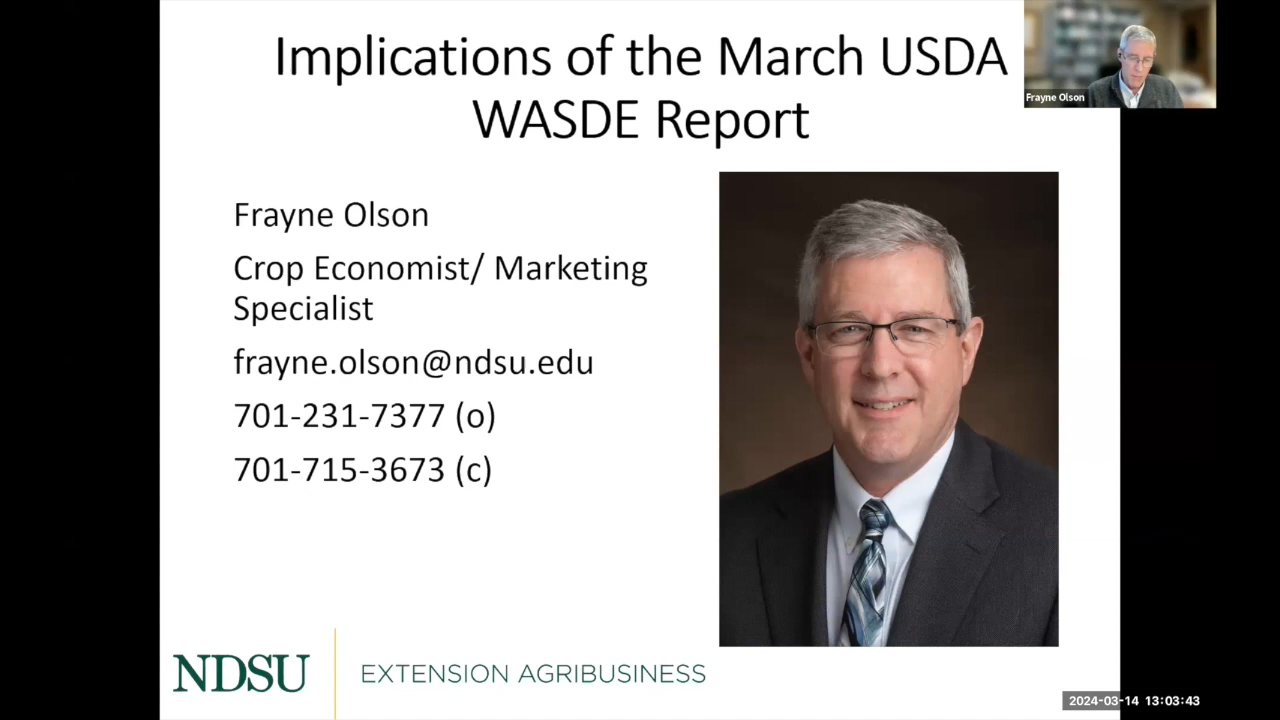 Implications of the March USDA
WASDE Report
Frayne Olson
Frayne Olson
Crop Economist/ Marketing
Specialist
frayne.olson@ndsu.edu
701-231-7377 (o)
701-715-3673 (c)
NDSU
EXTENSION AGRIBUSINESS
2024-03-14 13:03:43